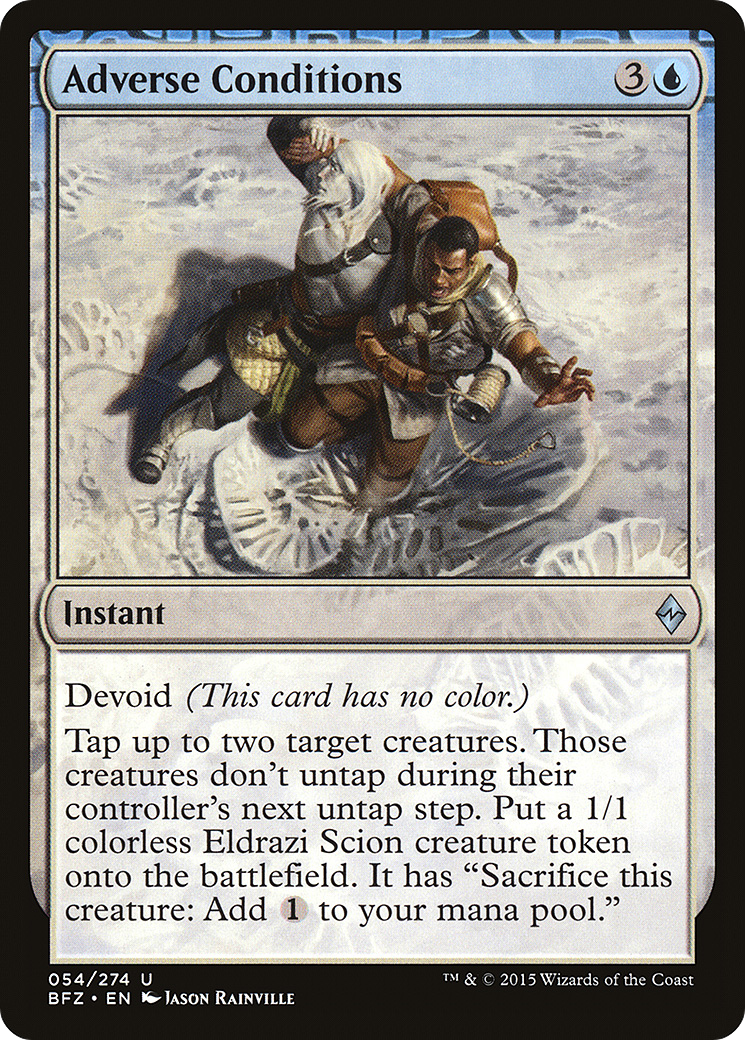 Adverse Conditions 3
Instant
Devoid (This card has no color.)
Tap up to two target creatures. Those
creatures don't untap during their
controller's next untap step. Put a 1/1
colorless Eldrazi Scion creature token
onto the battlefield. It has “Sacrifice this
creature: Add 1 to your mana pool.”
054/274 U
BFZ • EN Jason Rainville
™ & © 2015 Wizards of the Coast